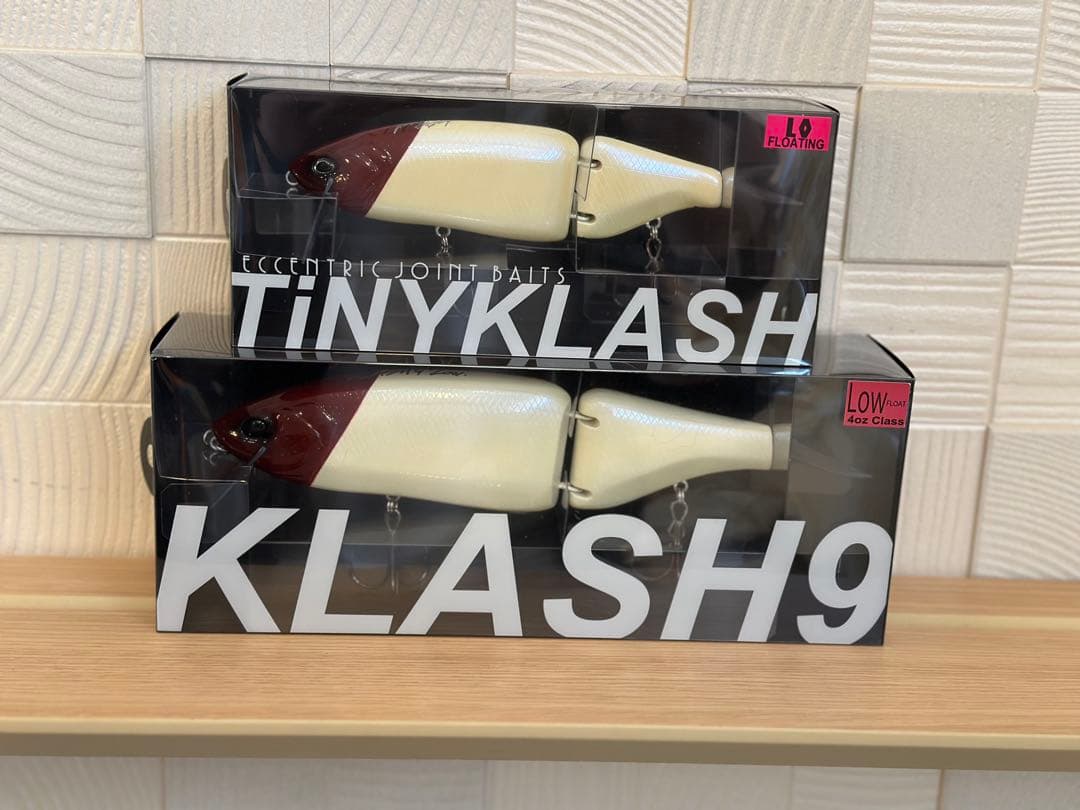 LO
FLOATING
ECCENTRIC JOINT BAITS
TiNYKLASH
LOW FLOAT
4oz Class
KLASH9